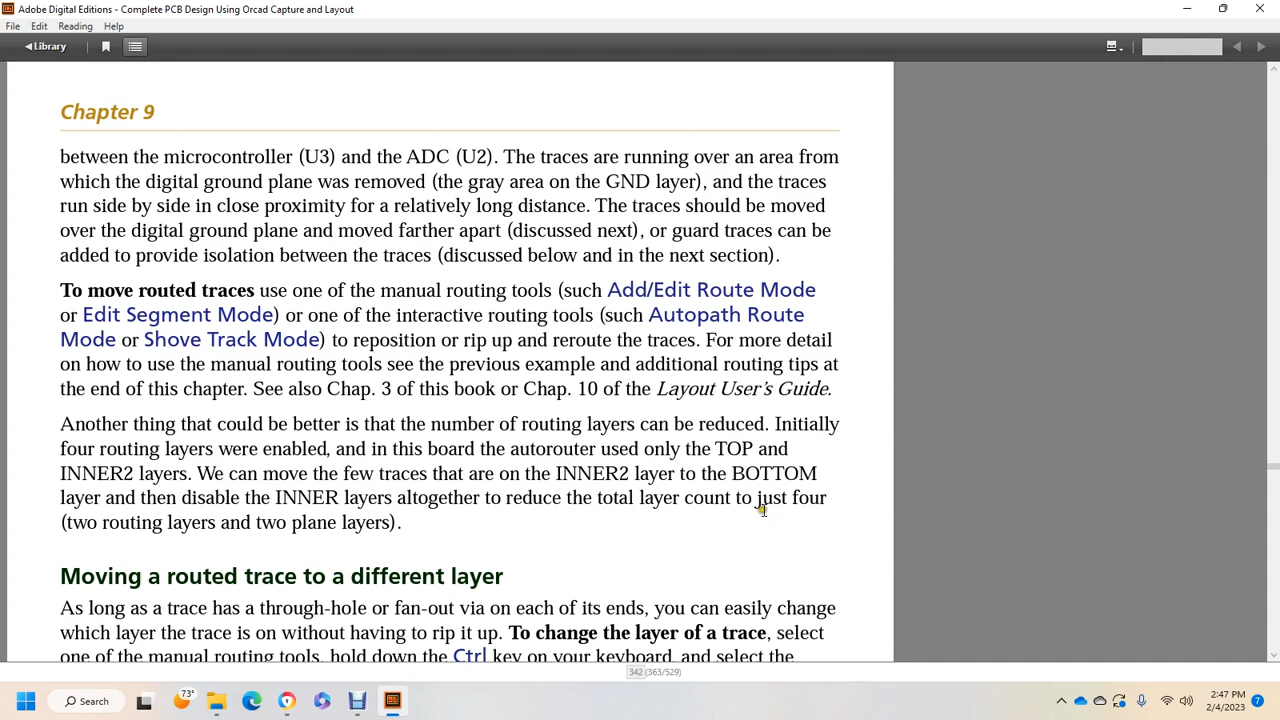 Adobe Digital Editions - Complete PCB Design Using Orcad Capture and Layout
File Edit Reading Help
Library
Chapter 9
between the microcontroller (U3) and the ADC (U2). The traces are running over an area from
which the digital ground plane was removed (the gray area on the GND layer), and the traces
run side by side in close proximity for a relatively long distance. The traces should be moved
over the digital ground plane and moved farther apart (discussed next), or guard traces can be
added to provide isolation between the traces (discussed below and in the next section).
To move routed traces use one of the manual routing tools (such Add/Edit Route Mode
or Edit Segment Mode) or one of the interactive routing tools (such Autopath Route
Mode or Shove Track Mode) to reposition or rip up and reroute the traces. For more detail
on how to use the manual routing tools see the previous example and additional routing tips at
the end of this chapter. See also Chap. 3 of this book or Chap. 10 of the Layout User's Guide.
Another thing that could be better is that the number of routing layers can be reduced. Initially
four routing layers were enabled, and in this board the autorouter used only the TOP and
INNER2 layers. We can move the few traces that are on the INNER2 layer to the BOTTOM
layer and then disable the INNER layers altogether to reduce the total layer count to just four
(two routing layers and two plane layers).
Moving a routed trace to a different layer
As long as a trace has a through-hole or fan-out via on each of its ends, you can easily change
which layer the trace is on without having to rip it up. To change the layer of a trace, select
one of the manual routing tools, hold down the Ctrl key on your keyboard, and select the
342 (363/529)
Search
73°
2:47 PM
2/4/2023
7